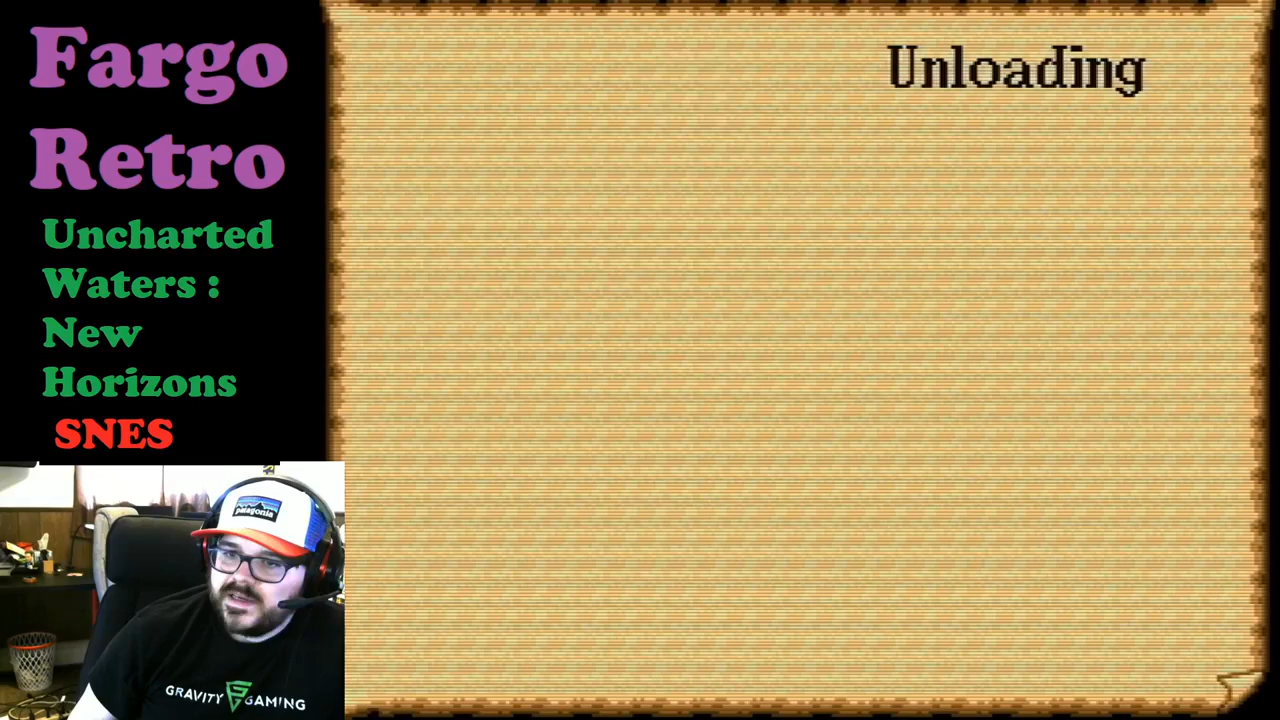 Fargo
Retro
Uncharted
Waters :
New
Horizons
SNES
Unloading
patagonia
GRAVITY G GAMING